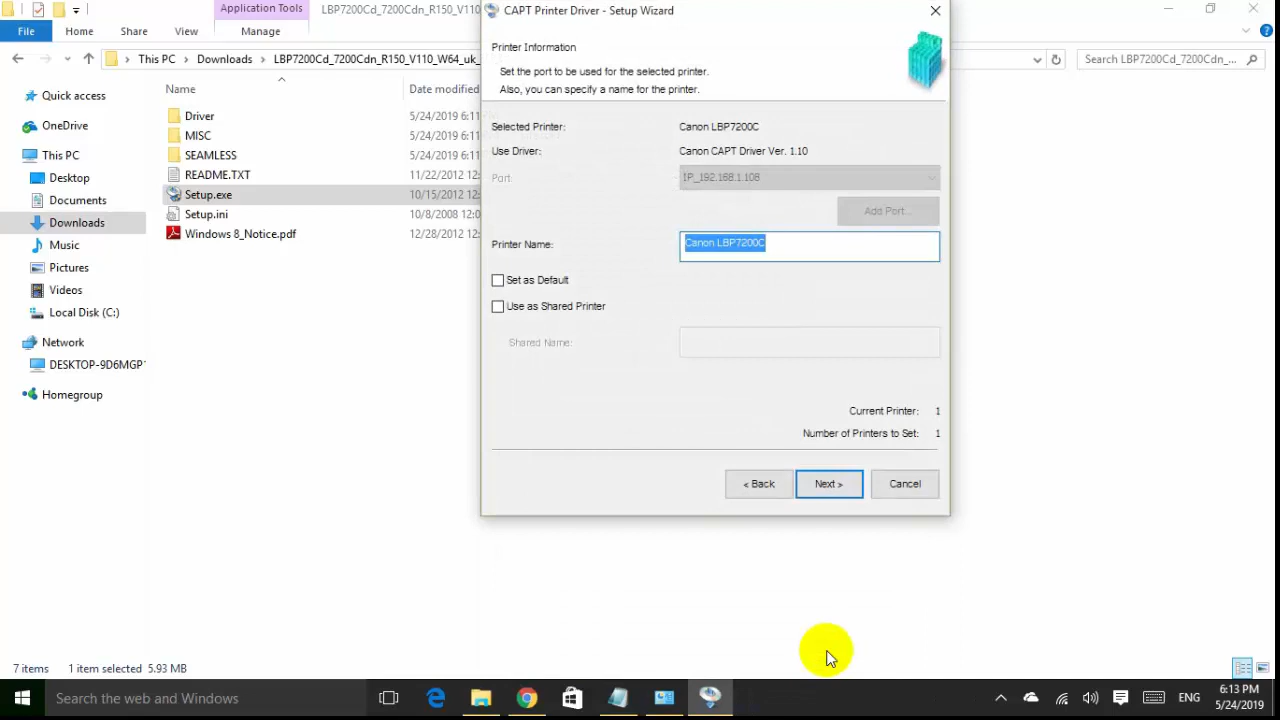 Application Tools
LBP7200Cd_7200Cdn_R150_V110
File
Home
Share
View
Manage
This PC
Downloads
LBP7200Cd_7200Cdn_R150_V110_W64_uk_
Search LBP7200Cd_7200Cdn_...
Quick access
OneDrive
This PC
Desktop
Documents
Downloads
Music
Pictures
Videos
Local Disk (C:)
Network
DESKTOP-9D6MGP1
Homegroup
Name
Date modified
Driver
5/24/2019 6:11
MISC
5/24/2019 6:11
SEAMLESS
5/24/2019 6:11
README.TXT
11/22/2012 12:
Setup.exe
10/15/2012 12:
Setup.ini
10/8/2008 12:0
Windows 8_Notice.pdf
12/28/2012 12:
CAPT Printer Driver - Setup Wizard
Printer Information
Set the port to be used for the selected printer.
Also, you can specify a name for the printer.
Selected Printer:
Canon LBP7200C
Use Driver:
Canon CAPT Driver Ver. 1.10
Port:
IP_192.168.1.108
Add Port...
Printer Name:
Canon LBP7200C
Set as Default
Use as Shared Printer
Shared Name:
Current Printer: 1
Number of Printers to Set: 1
< Back
Next >
Cancel
7 items
1 item selected 5.93 MB
Search the web and Windows
ENG
6:13 PM
5/24/2019